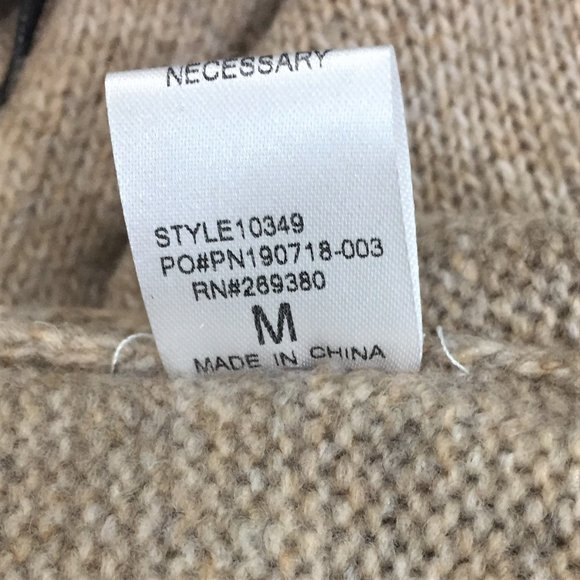 NECESSARY
STYLE10349
PO#PN190718-003
RN#269380
M
MADE IN CHINA